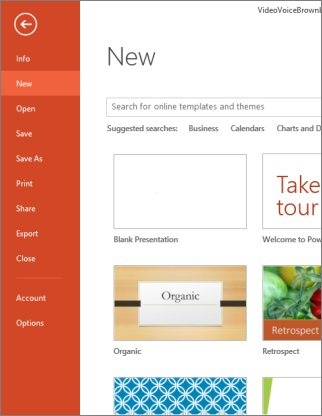 VideoVoiceBrownb
Info
New
Open
Save
Save As
Print
Share
Export
Close
Account
Options
New
Search for online templates and themes
Suggested searches: Business Calendars Charts and D
Blank Presentation
Take
tour
Welcome to Pow
Organic
Organic
Retrospect
Retrospect